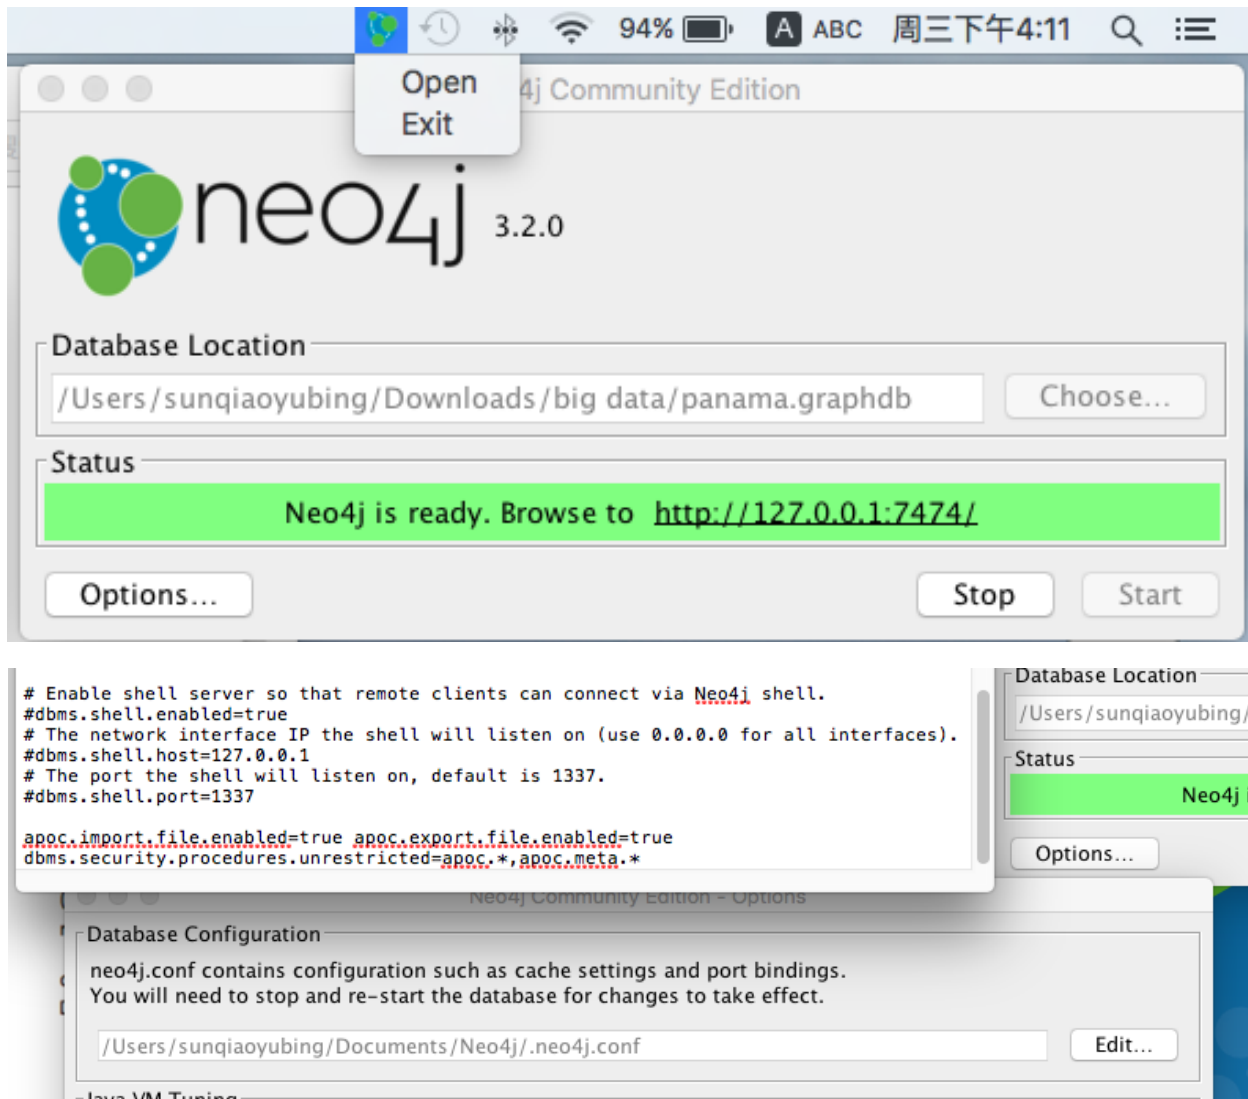 94% A ABC 周三下午4:11
Open
Exit
4j Community Edition
neo4j 3.2.0
Database Location
/Users/sunqiaoyubing/Downloads/big data/panama.graphdb Choose...
Status
Neo4j is ready. Browse to http://127.0.0.1:7474/
Options... Stop Start
# Enable shell server so that remote clients can connect via Neo4j shell.
#dbms.shell.enabled=true
# The network interface IP the shell will listen on (use 0.0.0.0 for all interfaces).
#dbms.shell.host=127.0.0.1
# The port the shell will listen on, default is 1337.
#dbms.shell.port=1337
apoc.import.file.enabled=true apoc.export.file.enabled=true
dbms.security.procedures.unrestricted=apoc.*,apoc.meta.*
Database Location
/Users/sunqiaoyubing/
Status
Neo4j
Options...
Neo4j Community Edition - Options
Database Configuration
neo4j.conf contains configuration such as cache settings and port bindings.
You will need to stop and re-start the database for changes to take effect.
/Users/sunqiaoyubing/Documents/Neo4j/.neo4j.conf Edit...
Java VM Tuning